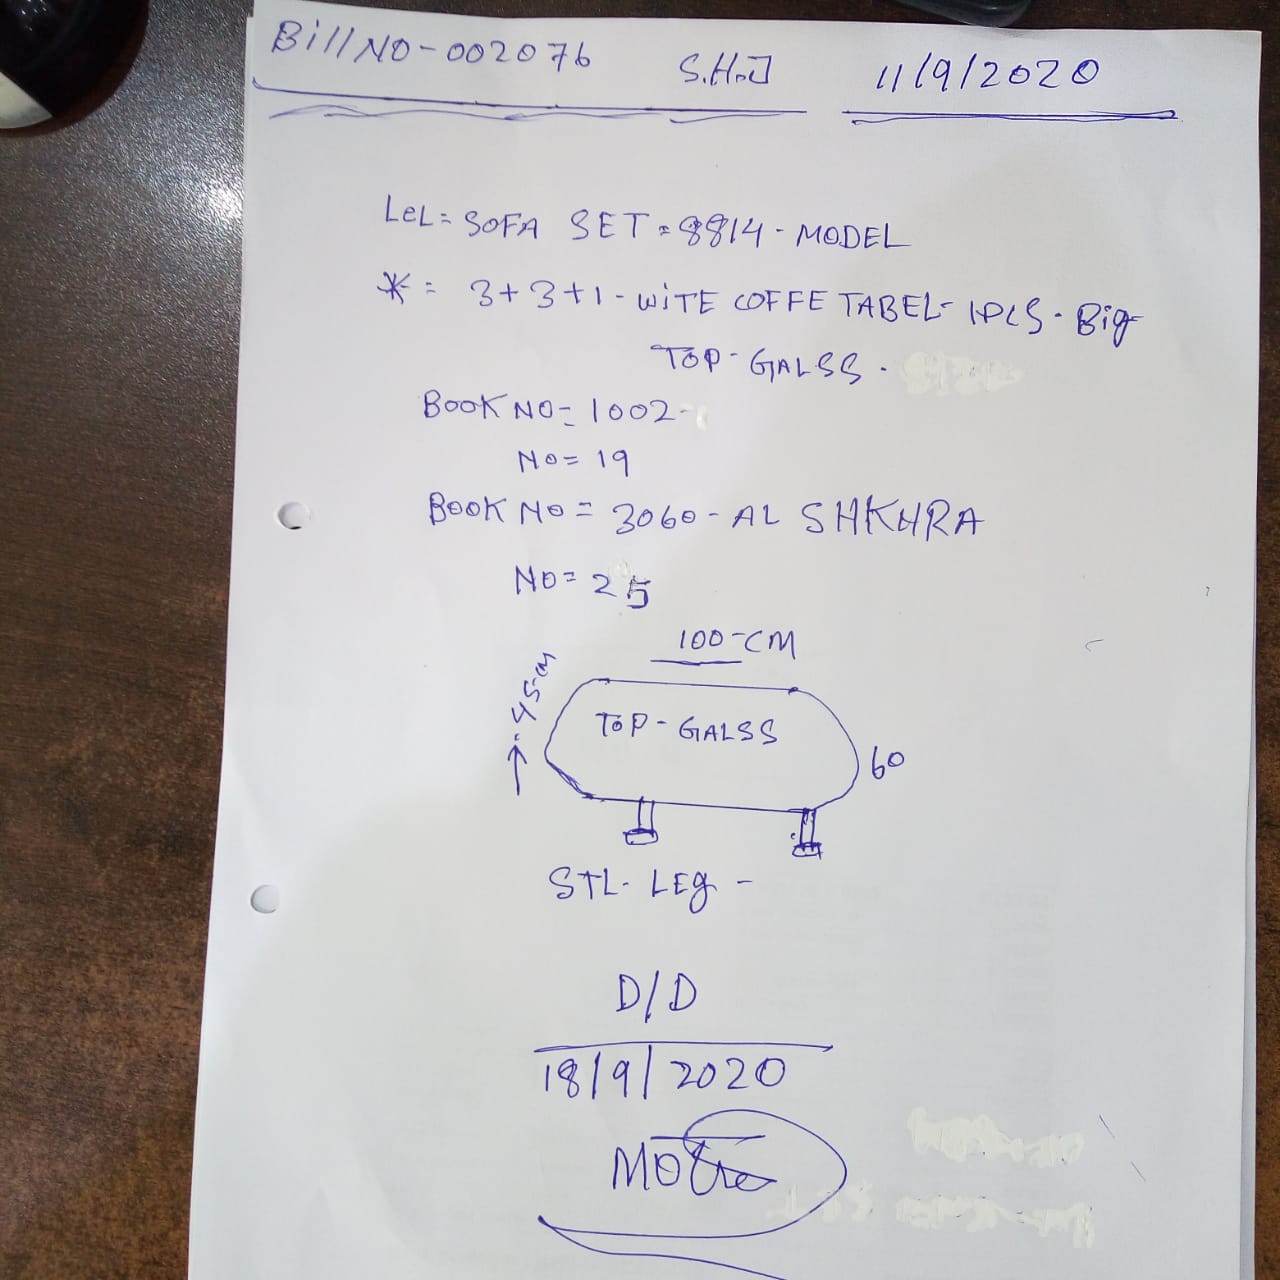 Bill NO-002076 S.H.J 11/9/2020
LeL= SOFA SET=8814-MODEL
*= 3+3+1-WiTE COFFE TABEL- 1PCS. Big
TOP-GALSS.
BOOK NO=1002-
NO=19
BOOK NO=3060-AL SHKHRA
NO=25
100-CM
45-cm
TOP-GALSS
60
STL-LEg-
D/D
18/9/2020